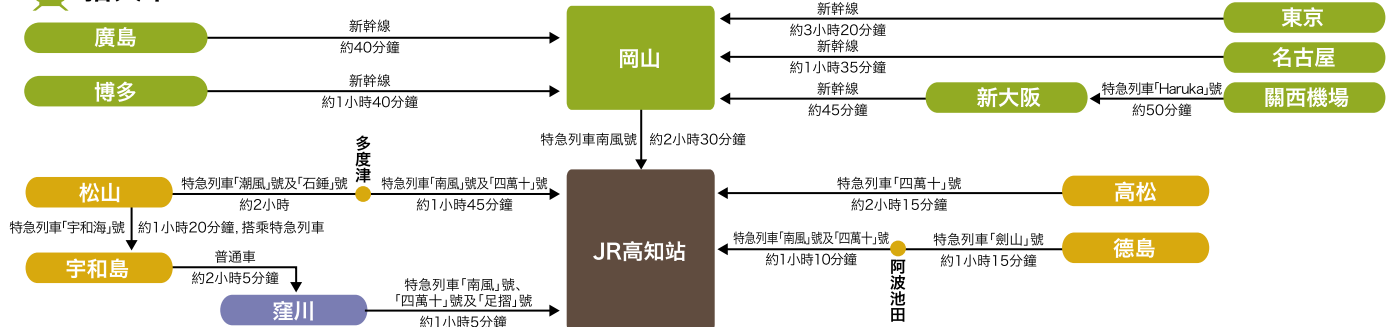 廣島
新幹線
約40分鐘
博多
新幹線
約1小時40分鐘
岡山
新幹線
約3小時20分鐘
東京
新幹線
約1小時35分鐘
名古屋
新幹線
約45分鐘
新大阪
特急列車「Haruka」號
約50分鐘
關西機場
特急列車南風號
約2小時30分鐘
松山
特急列車「潮風」號及「石鎚」號
約2小時
多度津
特急列車「南風」號及「四萬十」號
約1小時45分鐘
特急列車「宇和海」號
約1小時20分鐘, 搭乘特急列車
宇和島
普通車
約2小時5分鐘
窪川
特急列車「南風」號、
「四萬十」號及「足摺」號
約1小時5分鐘
JR高知站
特急列車「四萬十」號
約2小時15分鐘
高松
特急列車「南風」號及「四萬十」號
約1小時10分鐘
阿波池田
特急列車「劍山」號
約1小時15分鐘
德島